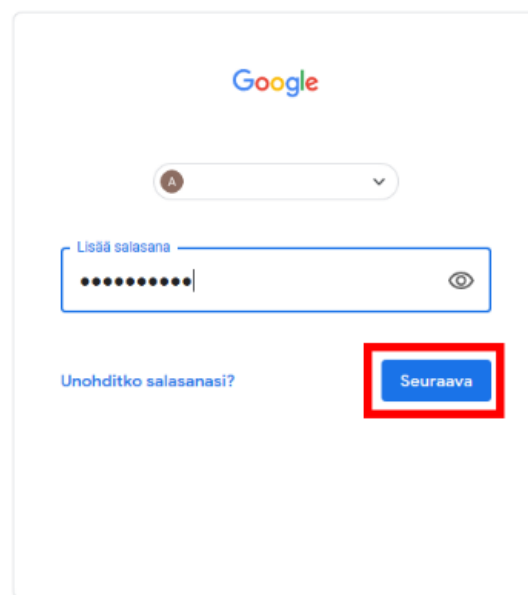 Google
A
Lisää salasana
••••••••••
Unohditko salasanasi?
Seuraava